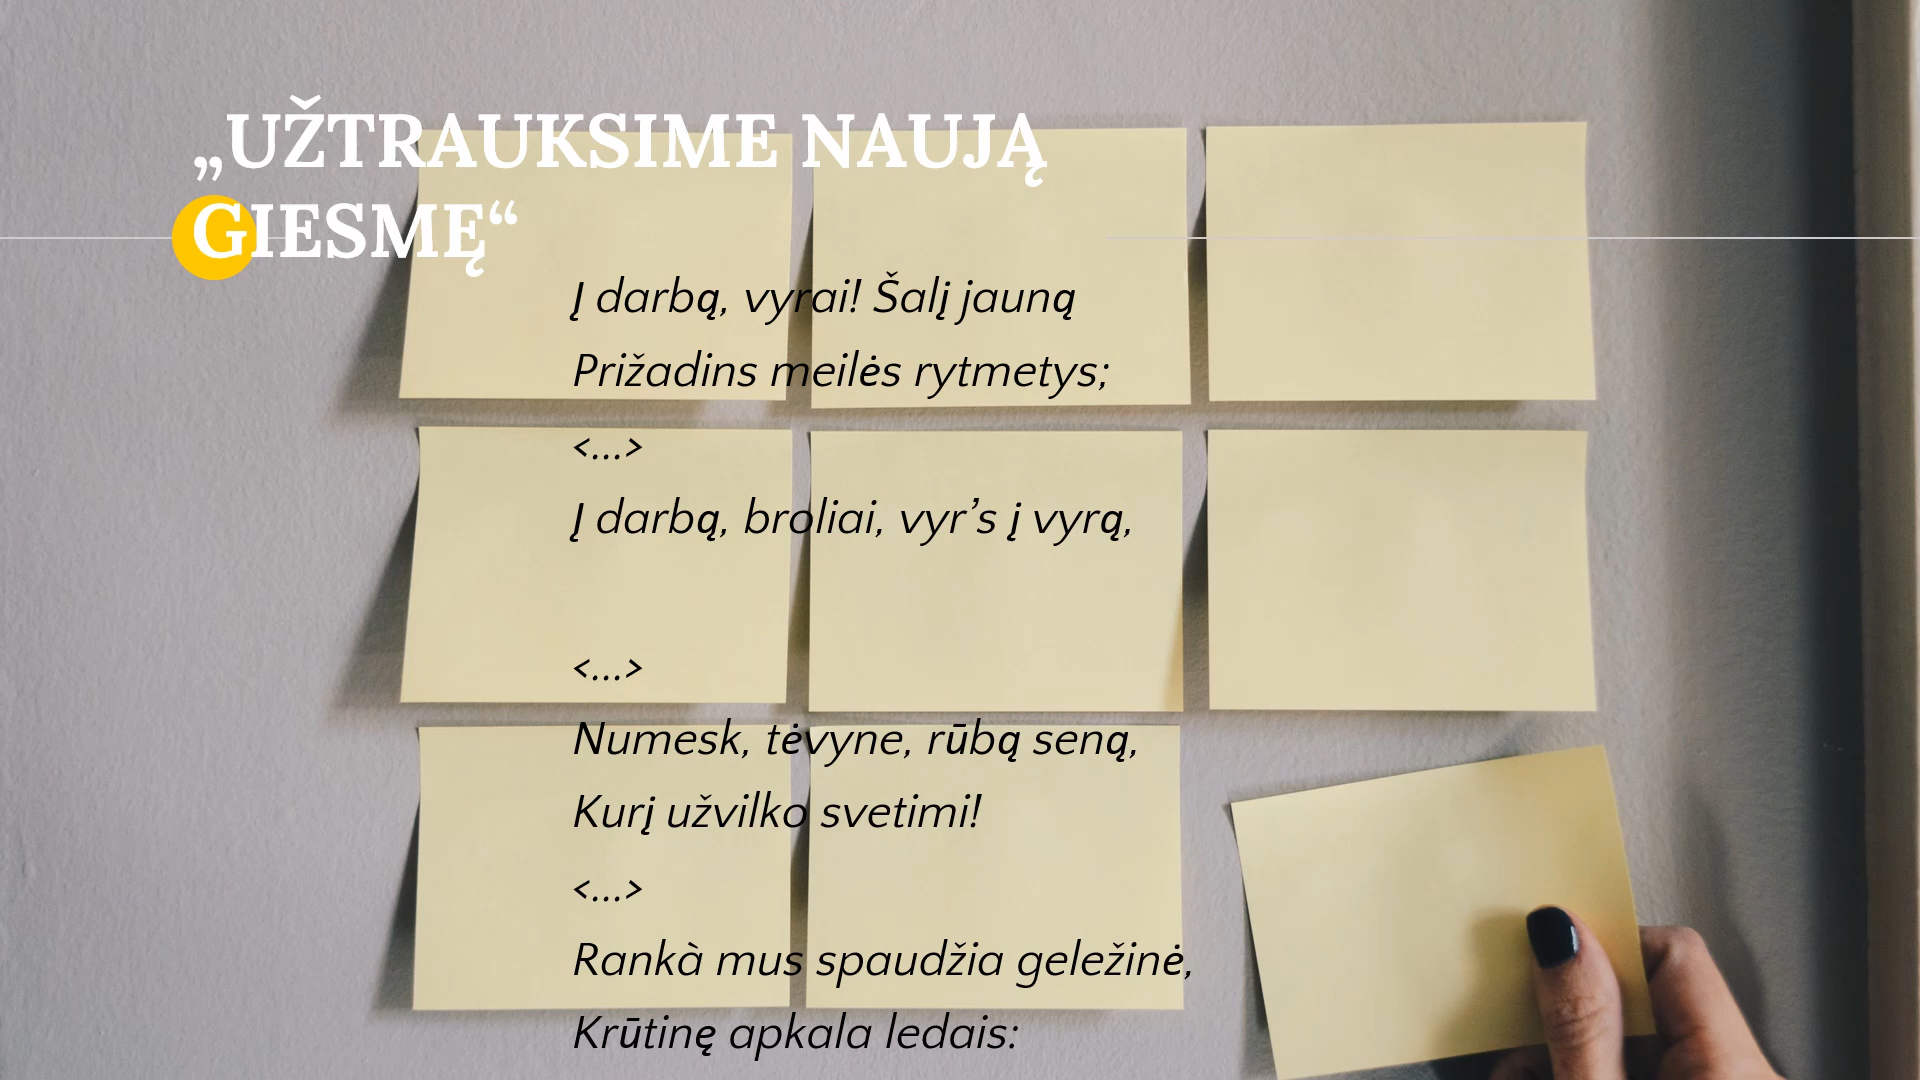 „UŽTRAUKSIME NAUJĄ
GIESMĘ“
Į darbą, vyrai! Šalį jauną
Prižadins meilės rytmetys;
<...>
Į darbą, broliai, vyr’s į vyrą,
<...>
Numesk, tėvyne, rūbą seną,
Kurį užvilko svetimi!
<...>
Rankà mus spaudžia geležinė,
Krūtinę apkala ledais: